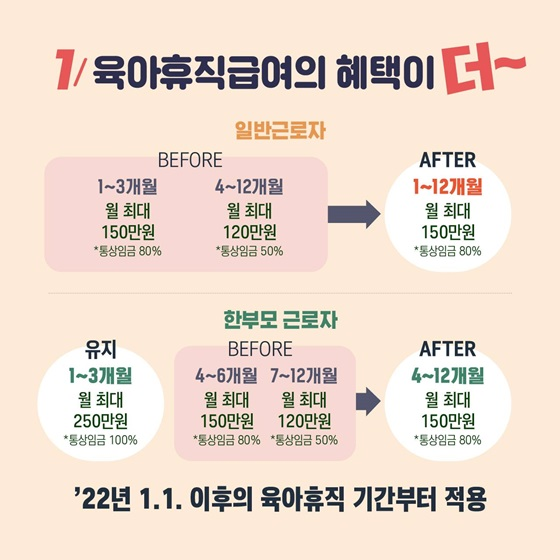 1/ 육아휴직급여의 혜택이 더~
일반근로자
BEFORE
1~3개월
월 최대
150만원
*통상임금 80%
4~12개월
월 최대
120만원
*통상임금 50%
AFTER
1~12개월
월 최대
150만원
*통상임금 80%
한부모 근로자
유지
1~3개월
월 최대
250만원
*통상임금 100%
BEFORE
4~6개월
월 최대
150만원
*통상임금 80%
7~12개월
월 최대
120만원
*통상임금 50%
AFTER
4~12개월
월 최대
150만원
*통상임금 80%
’22년 1.1. 이후의 육아휴직 기간부터 적용